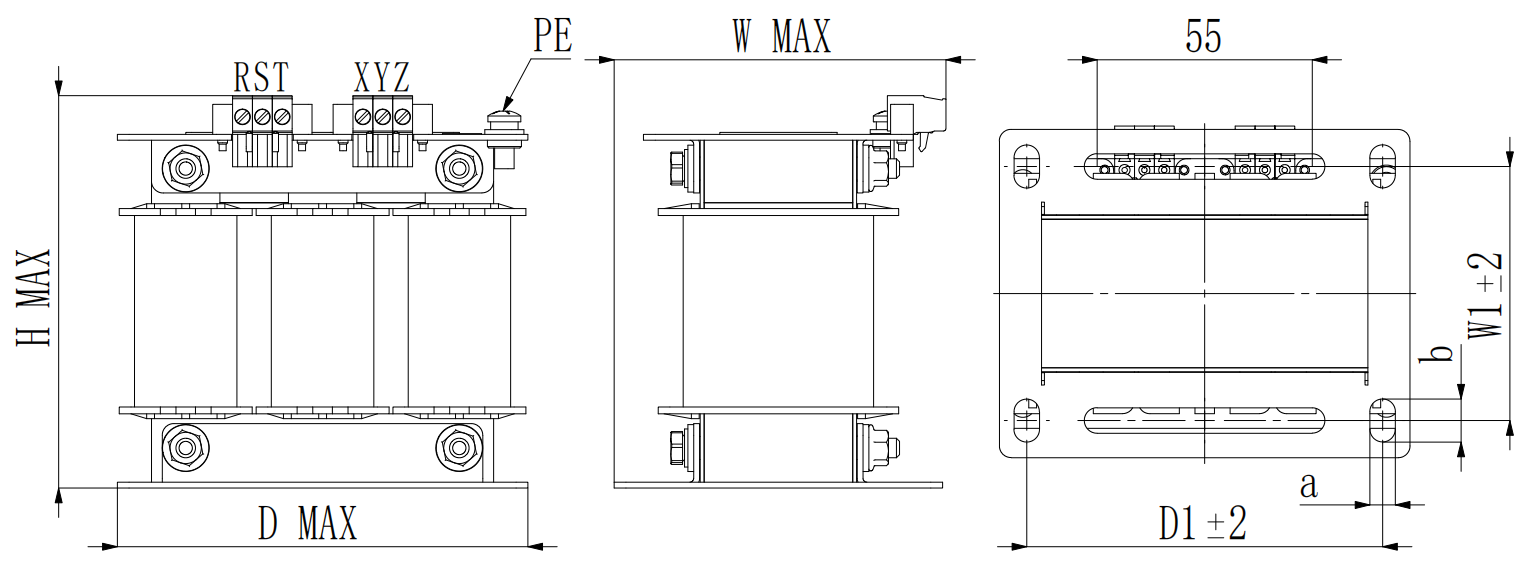 PE
W MAX
55
RST
XYZ
H MAX
W1±2
b
a
D MAX
D1±2